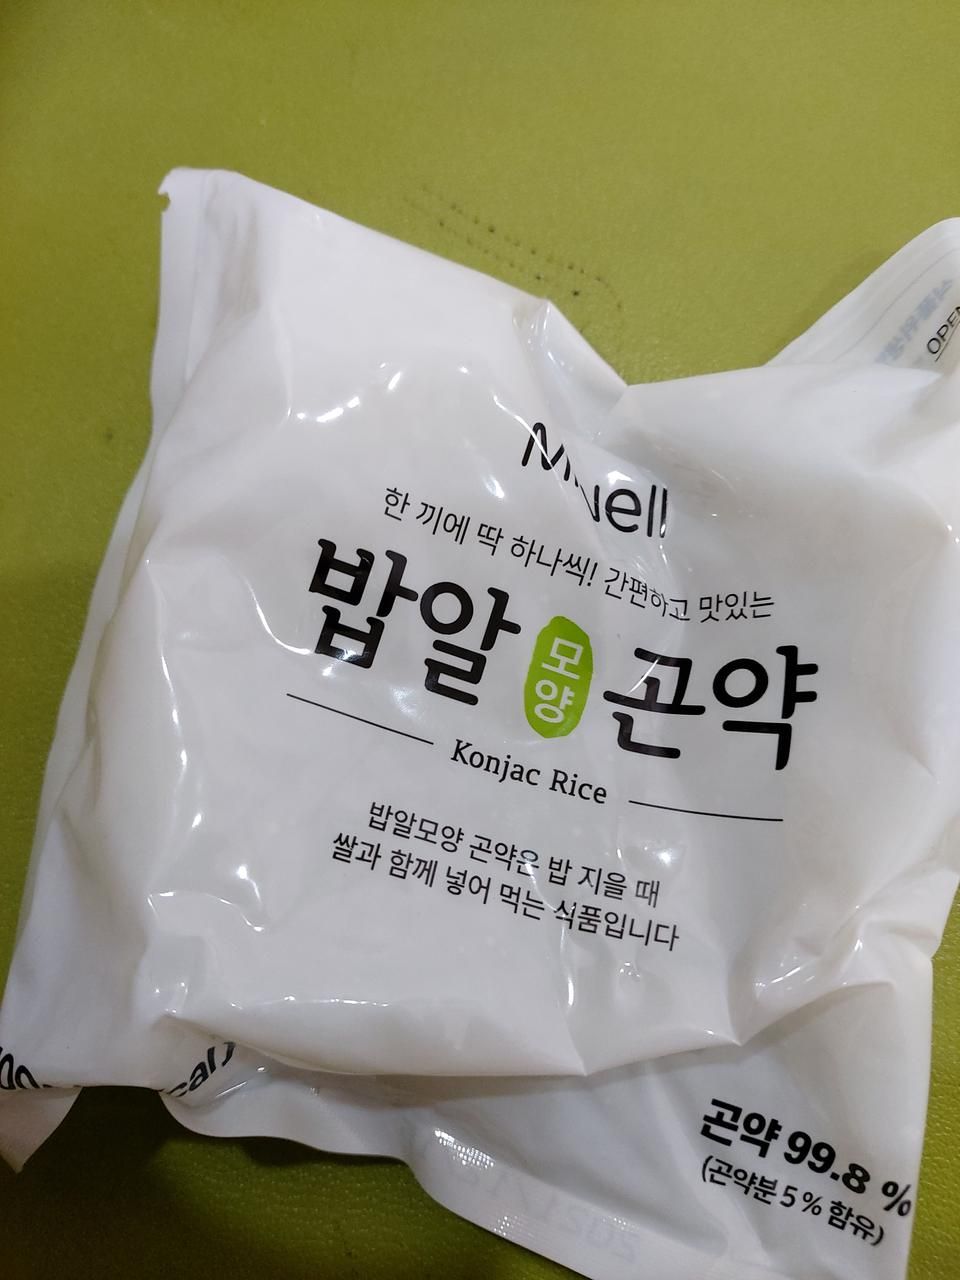 OPEN
한 끼에 딱 하나씩! 간편하고 맛있는
밥알 모양 곤약
Konjac Rice
밥알모양 곤약은 밥 지을 때
쌀과 함께 넣어 먹는 식품입니다
곤약 99.8 %
(곤약분 5 % 함유)